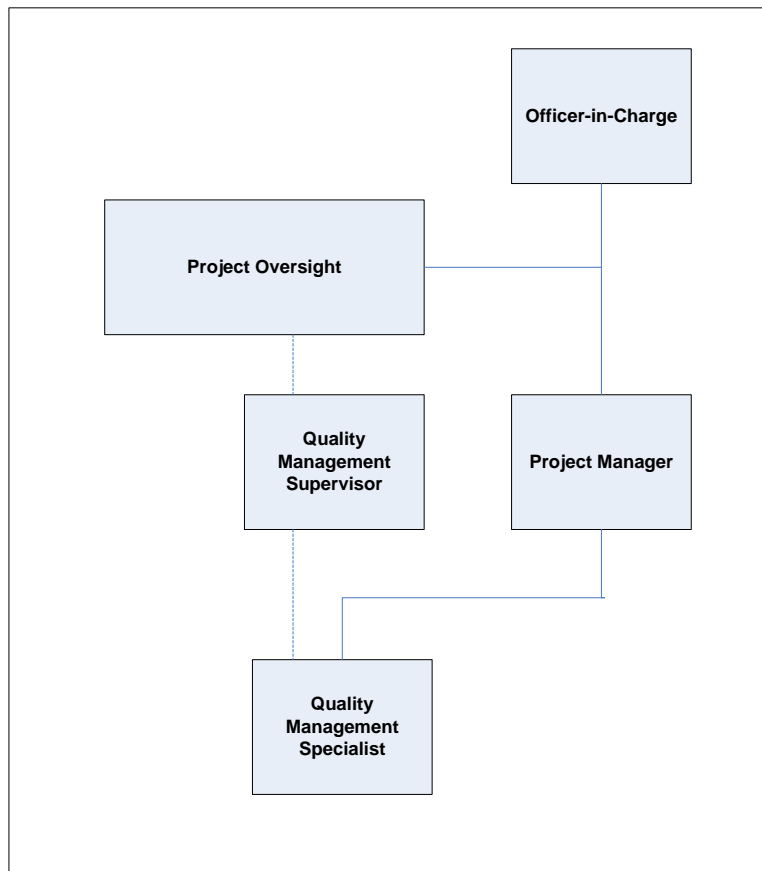 Officer-in-Charge
Project Oversight
Quality
Management
Supervisor
Project Manager
Quality
Management
Specialist